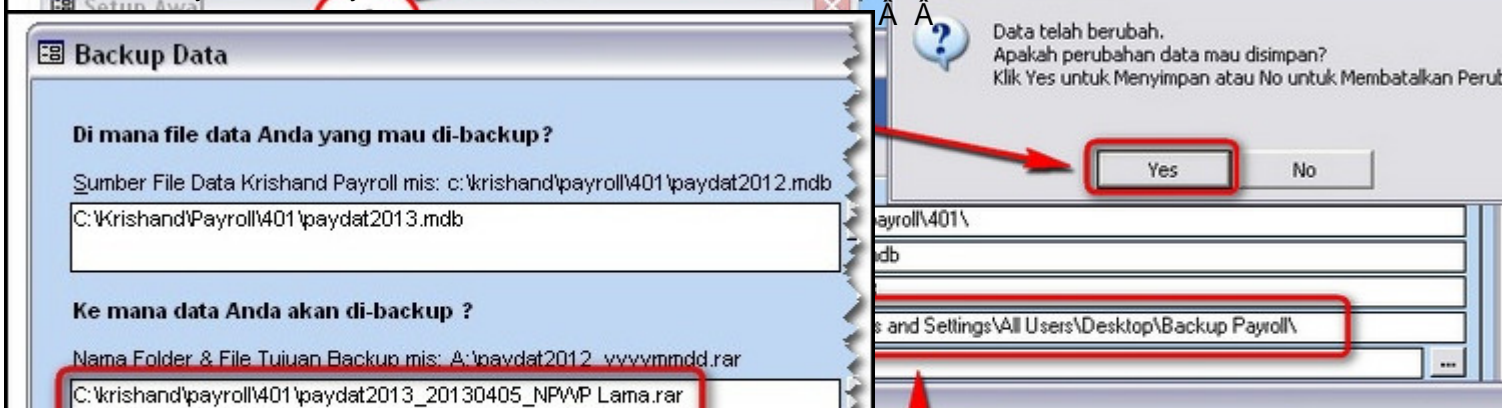 Setup Awal
Backup Data
Di mana file data Anda yang mau di-backup?
Sumber File Data Krishand Payroll mis: c:\krishand\payroll\401\paydat2012.mdb
C:\Krishand\Payroll\401\paydat2013.mdb
Ke mana data Anda akan di-backup ?
Nama Folder & File Tujuan Backup mis: A:\paydat2012_yyyymmdd.rar
C:\krishand\payroll\401\paydat2013_20130405_NPWP Lama.rar
Â Â
Data telah berubah.
Apakah perubahan data mau disimpan?
Klik Yes untuk Menyimpan atau No untuk Membatalkan Perub
Yes
No
ayroll\401\
db
s and Settings\All Users\Desktop\Backup Payroll\
...